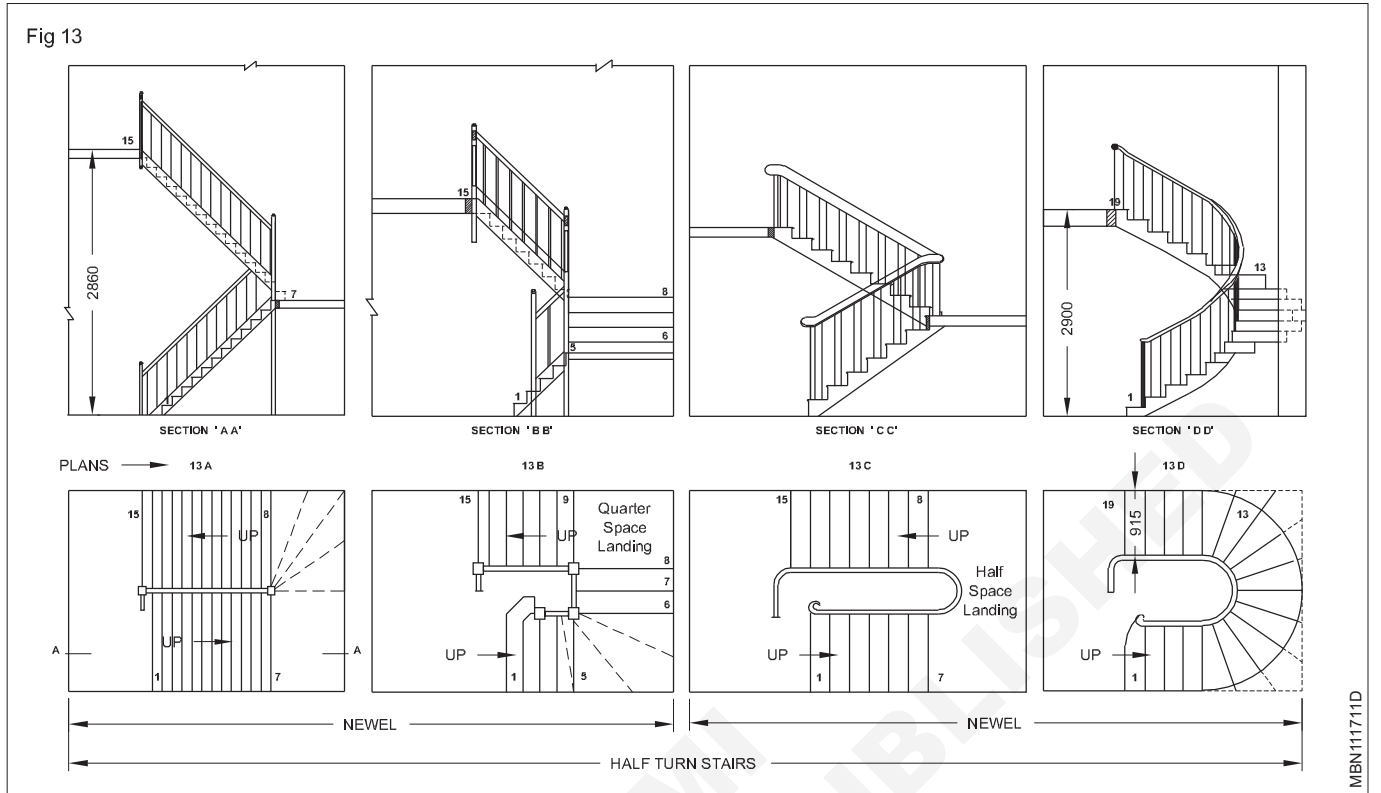 Fig 13
15
7
1
2860
SECTION 'A A'
15
8
6
5
1
SECTION 'B B'
SECTION 'C C'
19
13
1
2900
SECTION 'D D'
PLANS
13 A
13 B
13 C
13 D
15
8
UP
UP
A
A
1
7
15
9
Quarter
Space
Landing
UP
8
7
6
UP
1
5
15
8
UP
Half
Space
Landing
UP
1
7
19
915
13
UP
1
NEWEL
NEWEL
HALF TURN STAIRS
MBN111711D